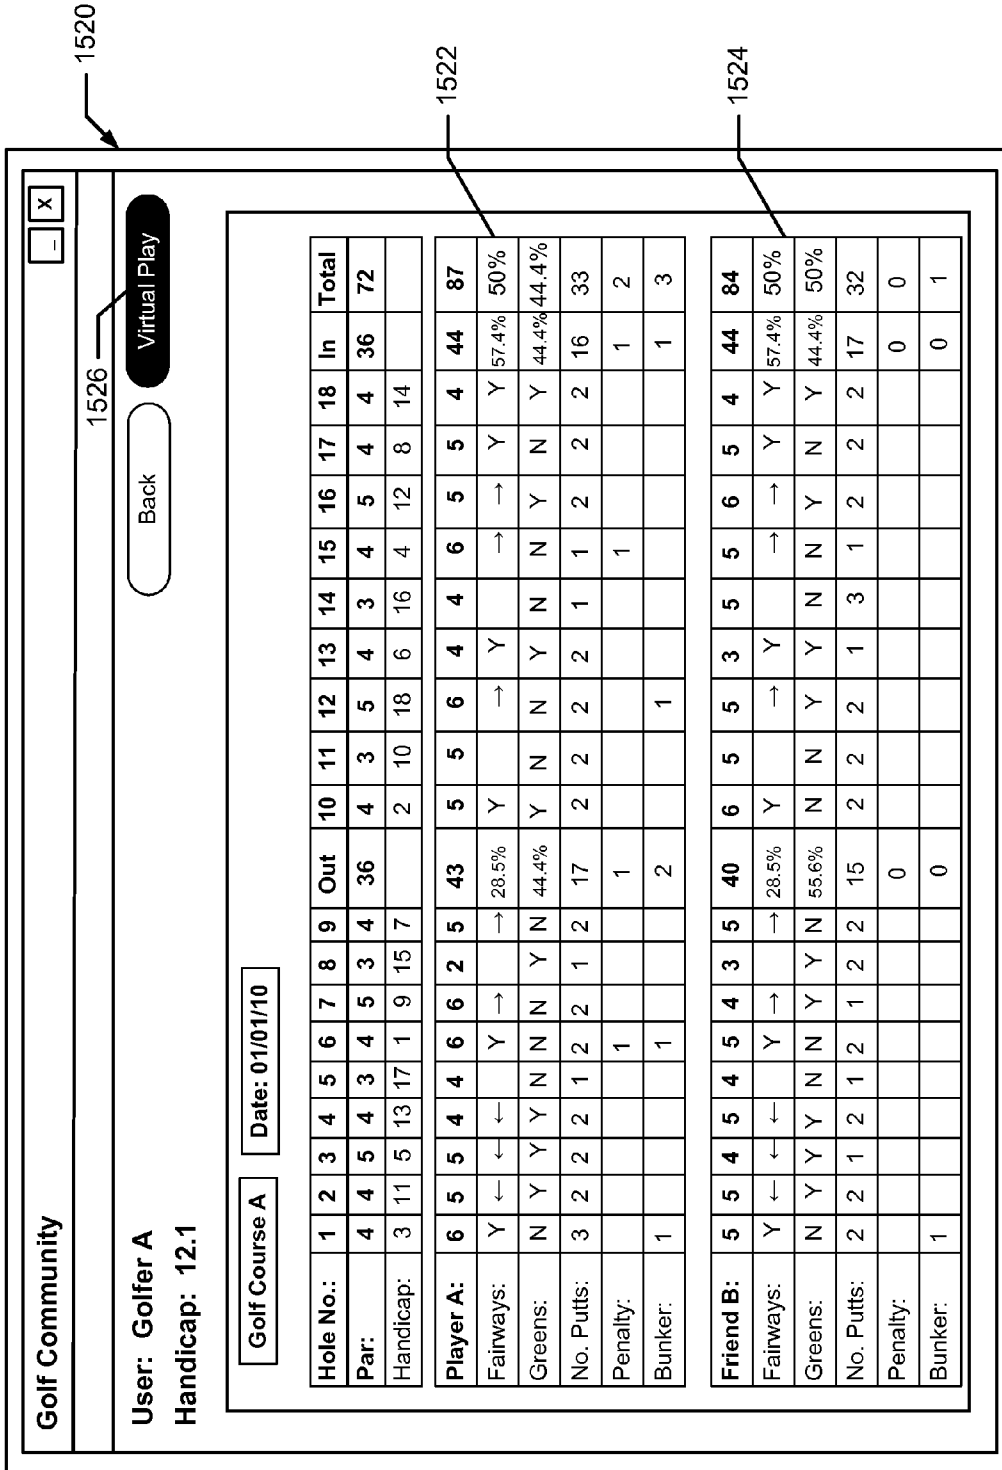 1520
Golf Community _ X
1526
User: Golfer A Back Virtual Play
Handicap: 12.1
Golf Course A Date: 01/01/10
Hole No.: 1 2 3 4 5 6 7 8 9 Out 10 11 12 13 14 15 16 17 18 In Total
Par: 4 4 5 4 3 4 5 3 4 36 4 3 5 4 3 4 5 4 4 36 72
Handicap: 3 11 5 13 17 1 9 15 7 2 10 18 6 16 4 12 8 14
1522
Player A: 6 5 5 4 4 6 6 2 5 43 5 5 6 4 4 6 5 5 4 44 87
Fairways: Y ← ← ← Y → → 28.5% Y → Y → → Y Y 57.4% 50%
Greens: N Y Y Y N N N Y N 44.4% Y N N Y N N Y N Y 44.4% 44.4%
No. Putts: 3 2 2 2 1 2 2 1 2 17 2 2 2 2 1 1 2 2 2 16 33
Penalty: 1 1 1 1 2
Bunker: 1 1 2 1 1 3
1524
Friend B: 5 5 4 5 4 5 4 3 5 40 6 5 5 3 5 5 6 5 4 44 84
Fairways: Y ← ← ← Y → → 28.5% Y → Y → → Y Y 57.4% 50%
Greens: N Y Y Y N N Y Y N 55.6% N N Y Y N N Y N Y 44.4% 50%
No. Putts: 2 2 1 2 1 2 1 2 2 15 2 2 2 1 3 1 2 2 2 17 32
Penalty: 0 0 0
Bunker: 1 0 0 1